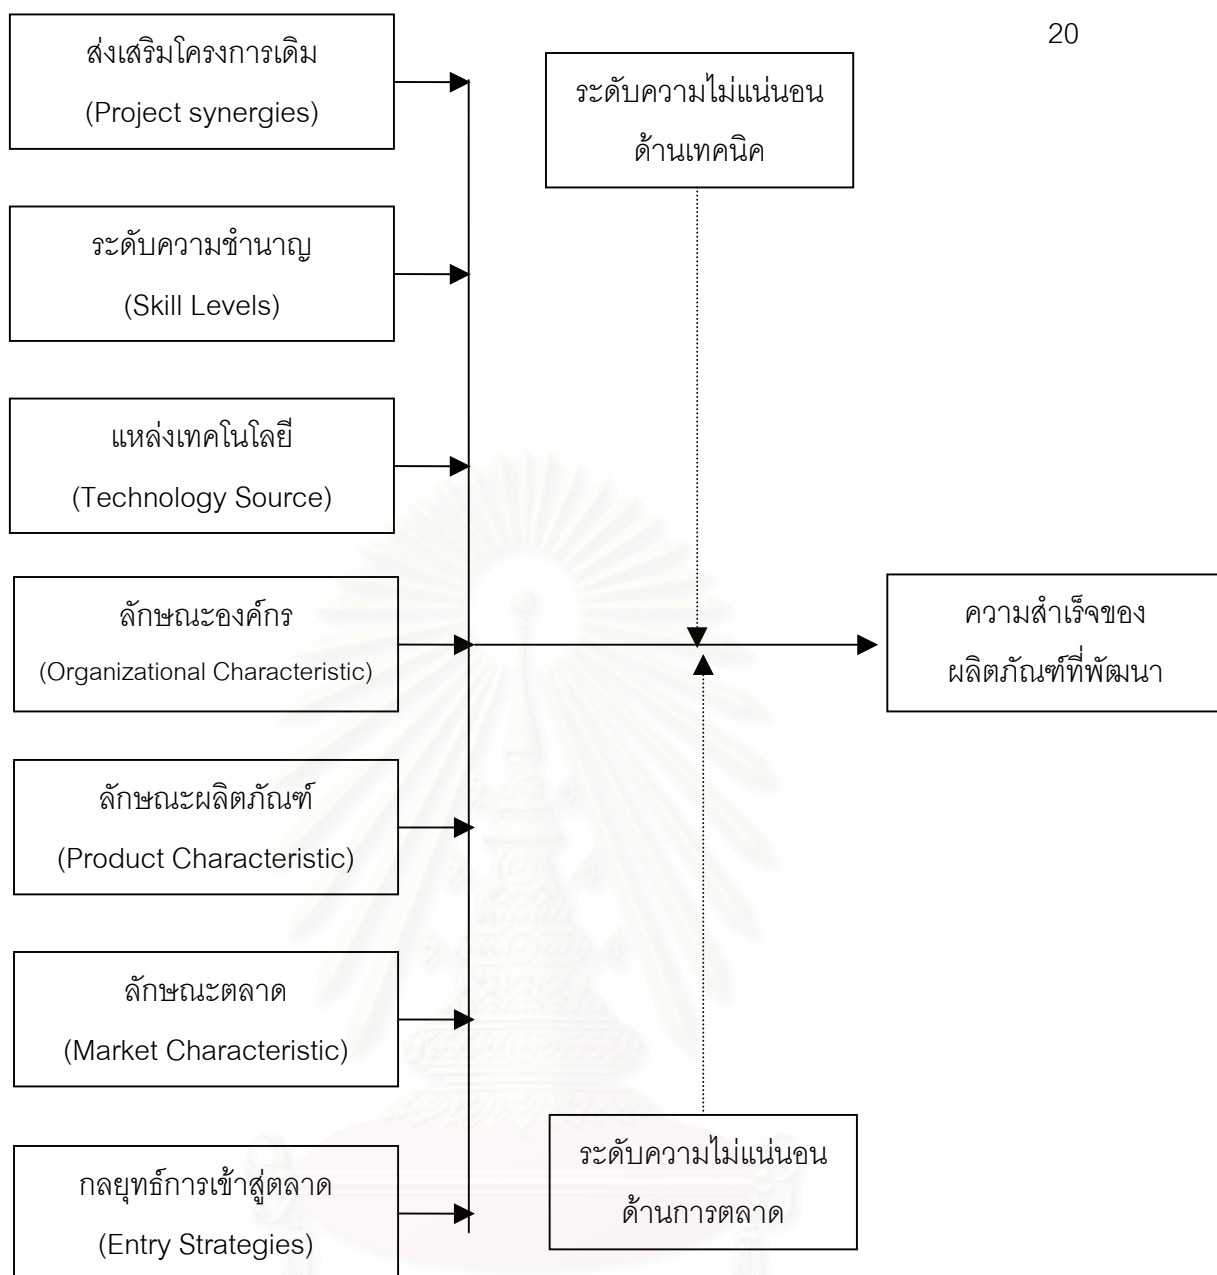 20
ส่งเสริมโครงการเดิม
(Project synergies)
ระดับความไม่แน่นอน
ด้านเทคนิค
ระดับความชำนาญ
(Skill Levels)
แหล่งเทคโนโลยี
(Technology Source)
ลักษณะองค์กร
(Organizational Characteristic)
ความสำเร็จของ
ผลิตภัณฑ์ที่พัฒนา
ลักษณะผลิตภัณฑ์
(Product Characteristic)
ลักษณะตลาด
(Market Characteristic)
ระดับความไม่แน่นอน
ด้านการตลาด
กลยุทธ์การเข้าสู่ตลาด
(Entry Strategies)